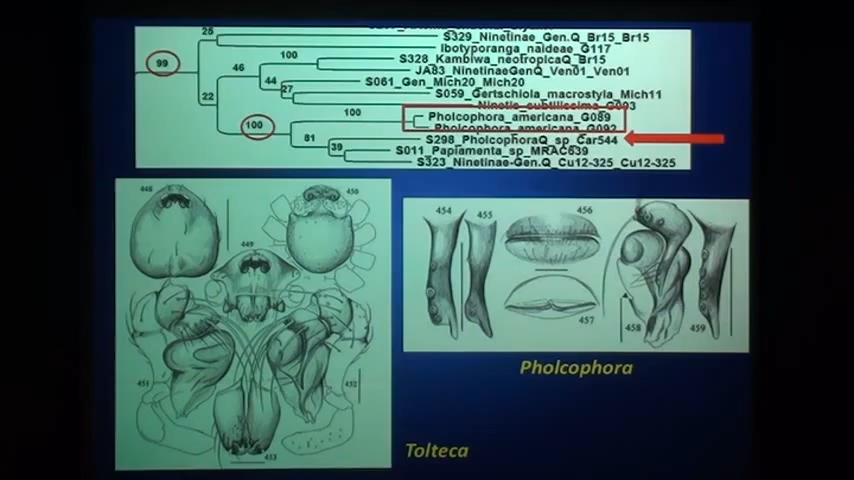 25
S329_Ninetinae_Gen.Q_Br15_Br15
Ibotyporanga_naideae_G117
99
100
S328_Kambiwa_neotropicaQ_Br15
46
JA83_NinetinaeGenQ_Ven01_Ven01
44
S061_Gen_Mich20_Mich20
27
S059_Gertschiola_macrostyla_Mich11
22
Ninetis_subtilissima_G093
100
Pholcophora_americana_G089
100
Pholcophora_americana_G092
81
S298_PholcophoraQ_sp_Car544
39
S011_Papiamenta_sp_MRAC639
S323_Ninetinae-Gen.Q_Cu12-325_Cu12-325
448
450
449
451
452
453
454
455
456
457
458
459
Pholcophora
Tolteca